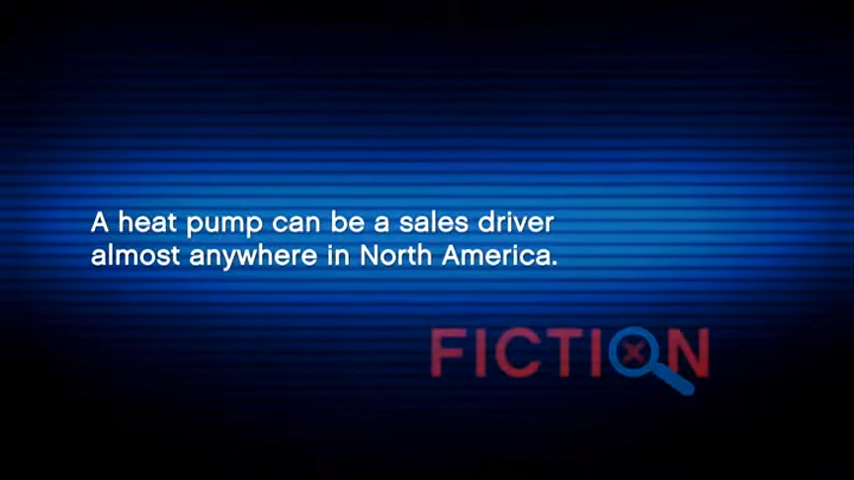 A heat pump can be a sales driver
almost anywhere in North America.
FICTION